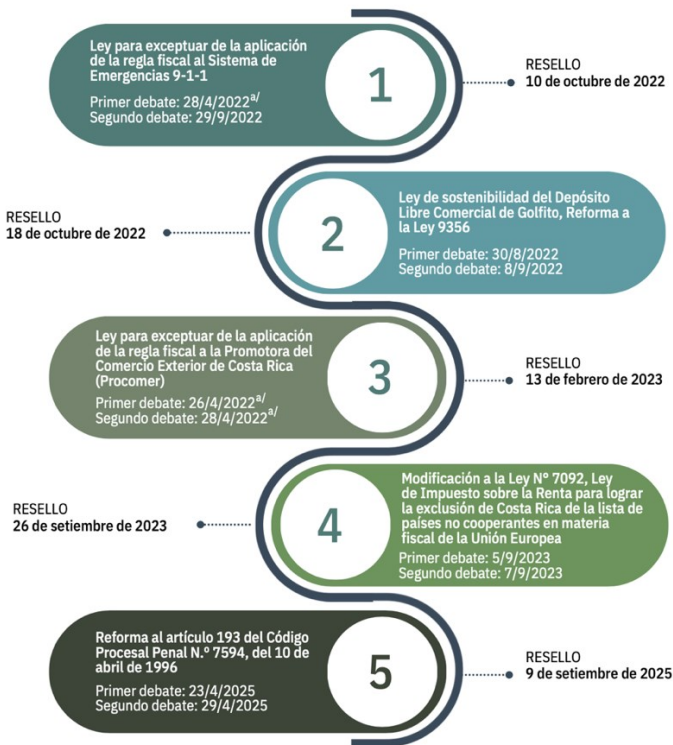 Ley para exceptuar de la aplicación
de la regla fiscal al Sistema de
Emergencias 9-1-1
Primer debate: 28/4/2022a/
Segundo debate: 29/9/2022
1
RESELLO
10 de octubre de 2022
RESELLO
18 de octubre de 2022
2
Ley de sostenibilidad del Depósito
Libre Comercial de Golfito, Reforma a
la Ley 9356
Primer debate: 30/8/2022
Segundo debate: 8/9/2022
Ley para exceptuar de la aplicación
de la regla fiscal a la Promotora del
Comercio Exterior de Costa Rica
(Procomer)
Primer debate: 26/4/2022a/
Segundo debate: 28/4/2022a/
3
RESELLO
13 de febrero de 2023
RESELLO
26 de setiembre de 2023
4
Modificación a la Ley N° 7092, Ley
de Impuesto sobre la Renta para lograr
la exclusión de Costa Rica de la lista de
países no cooperantes en materia
fiscal de la Unión Europea
Primer debate: 5/9/2023
Segundo debate: 7/9/2023
Reforma al artículo 193 del Código
Procesal Penal N.º 7594, del 10 de
abril de 1996
Primer debate: 23/4/2025
Segundo debate: 29/4/2025
5
RESELLO
9 de setiembre de 2025